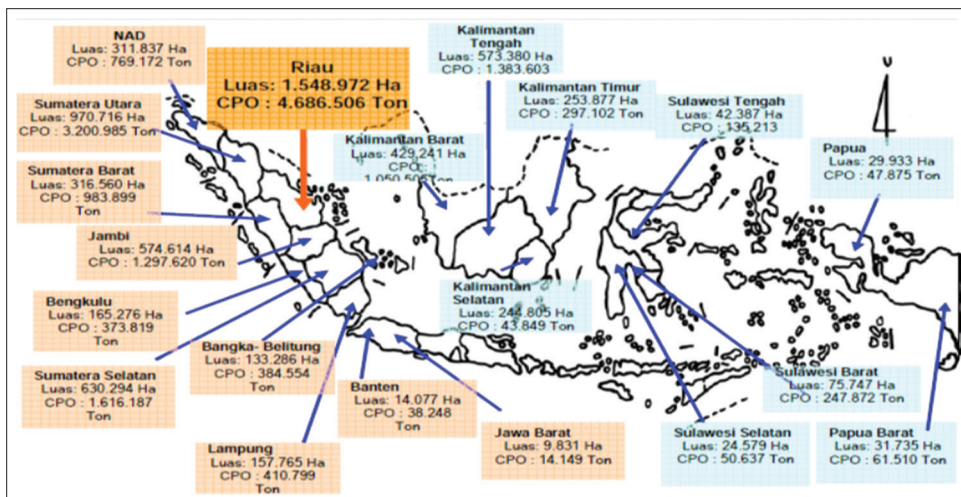 NAD
Luas: 311.837 Ha
CPO: 769.172 Ton
Riau
Luas: 1.548.972 Ha
CPO : 4.686.506 Ton
Kalimantan
Tengah
Luas: 573.380 Ha
CPO : 1.383.603
Kalimantan Timur
Luas: 253.877 Ha
CPO : 297.102 Ton
Sulawesi Tengah
Luas: 42.387 Ha
CPO : 135.213
U
Sumatera Utara
Luas: 970.716 Ha
CPO : 3.200.985 Ton
Kalimantan Barat
Luas: 429.241 Ha
CPO :
1.050.505Ton
Papua
Luas: 29.933 Ha
CPO : 47.875 Ton
Sumatera Barat
Luas: 316.560 Ha
CPO : 983.899
Ton
Jambi
Luas: 574.614 Ha
CPO : 1.297.620 Ton
Bengkulu
Luas: 165.276 Ha
CPO : 373.819
Ton
Kalimantan
Selatan
Luas: 244.805 Ha
CPO : 43.849 Ton
Bangka- Belitung
Luas: 133.286 Ha
CPO : 384.554
Ton
Sumatera Selatan
Luas: 630.294 Ha
CPO : 1.616.187
Ton
Banten
Luas: 14.077 Ha
CPO : 38.248
Ton
Sulawesi Barat
Luas: 75.747 Ha
CPO : 247.872 Ton
Lampung
Luas: 157.765 Ha
CPO : 410.799
Ton
Jawa Barat
Luas: 9.831 Ha
CPO : 14.149 Ton
Sulawesi Selatan
Luas: 24.579 Ha
CPO : 50.637 Ton
Papua Barat
Luas: 31.735 Ha
CPO : 61.510 Ton